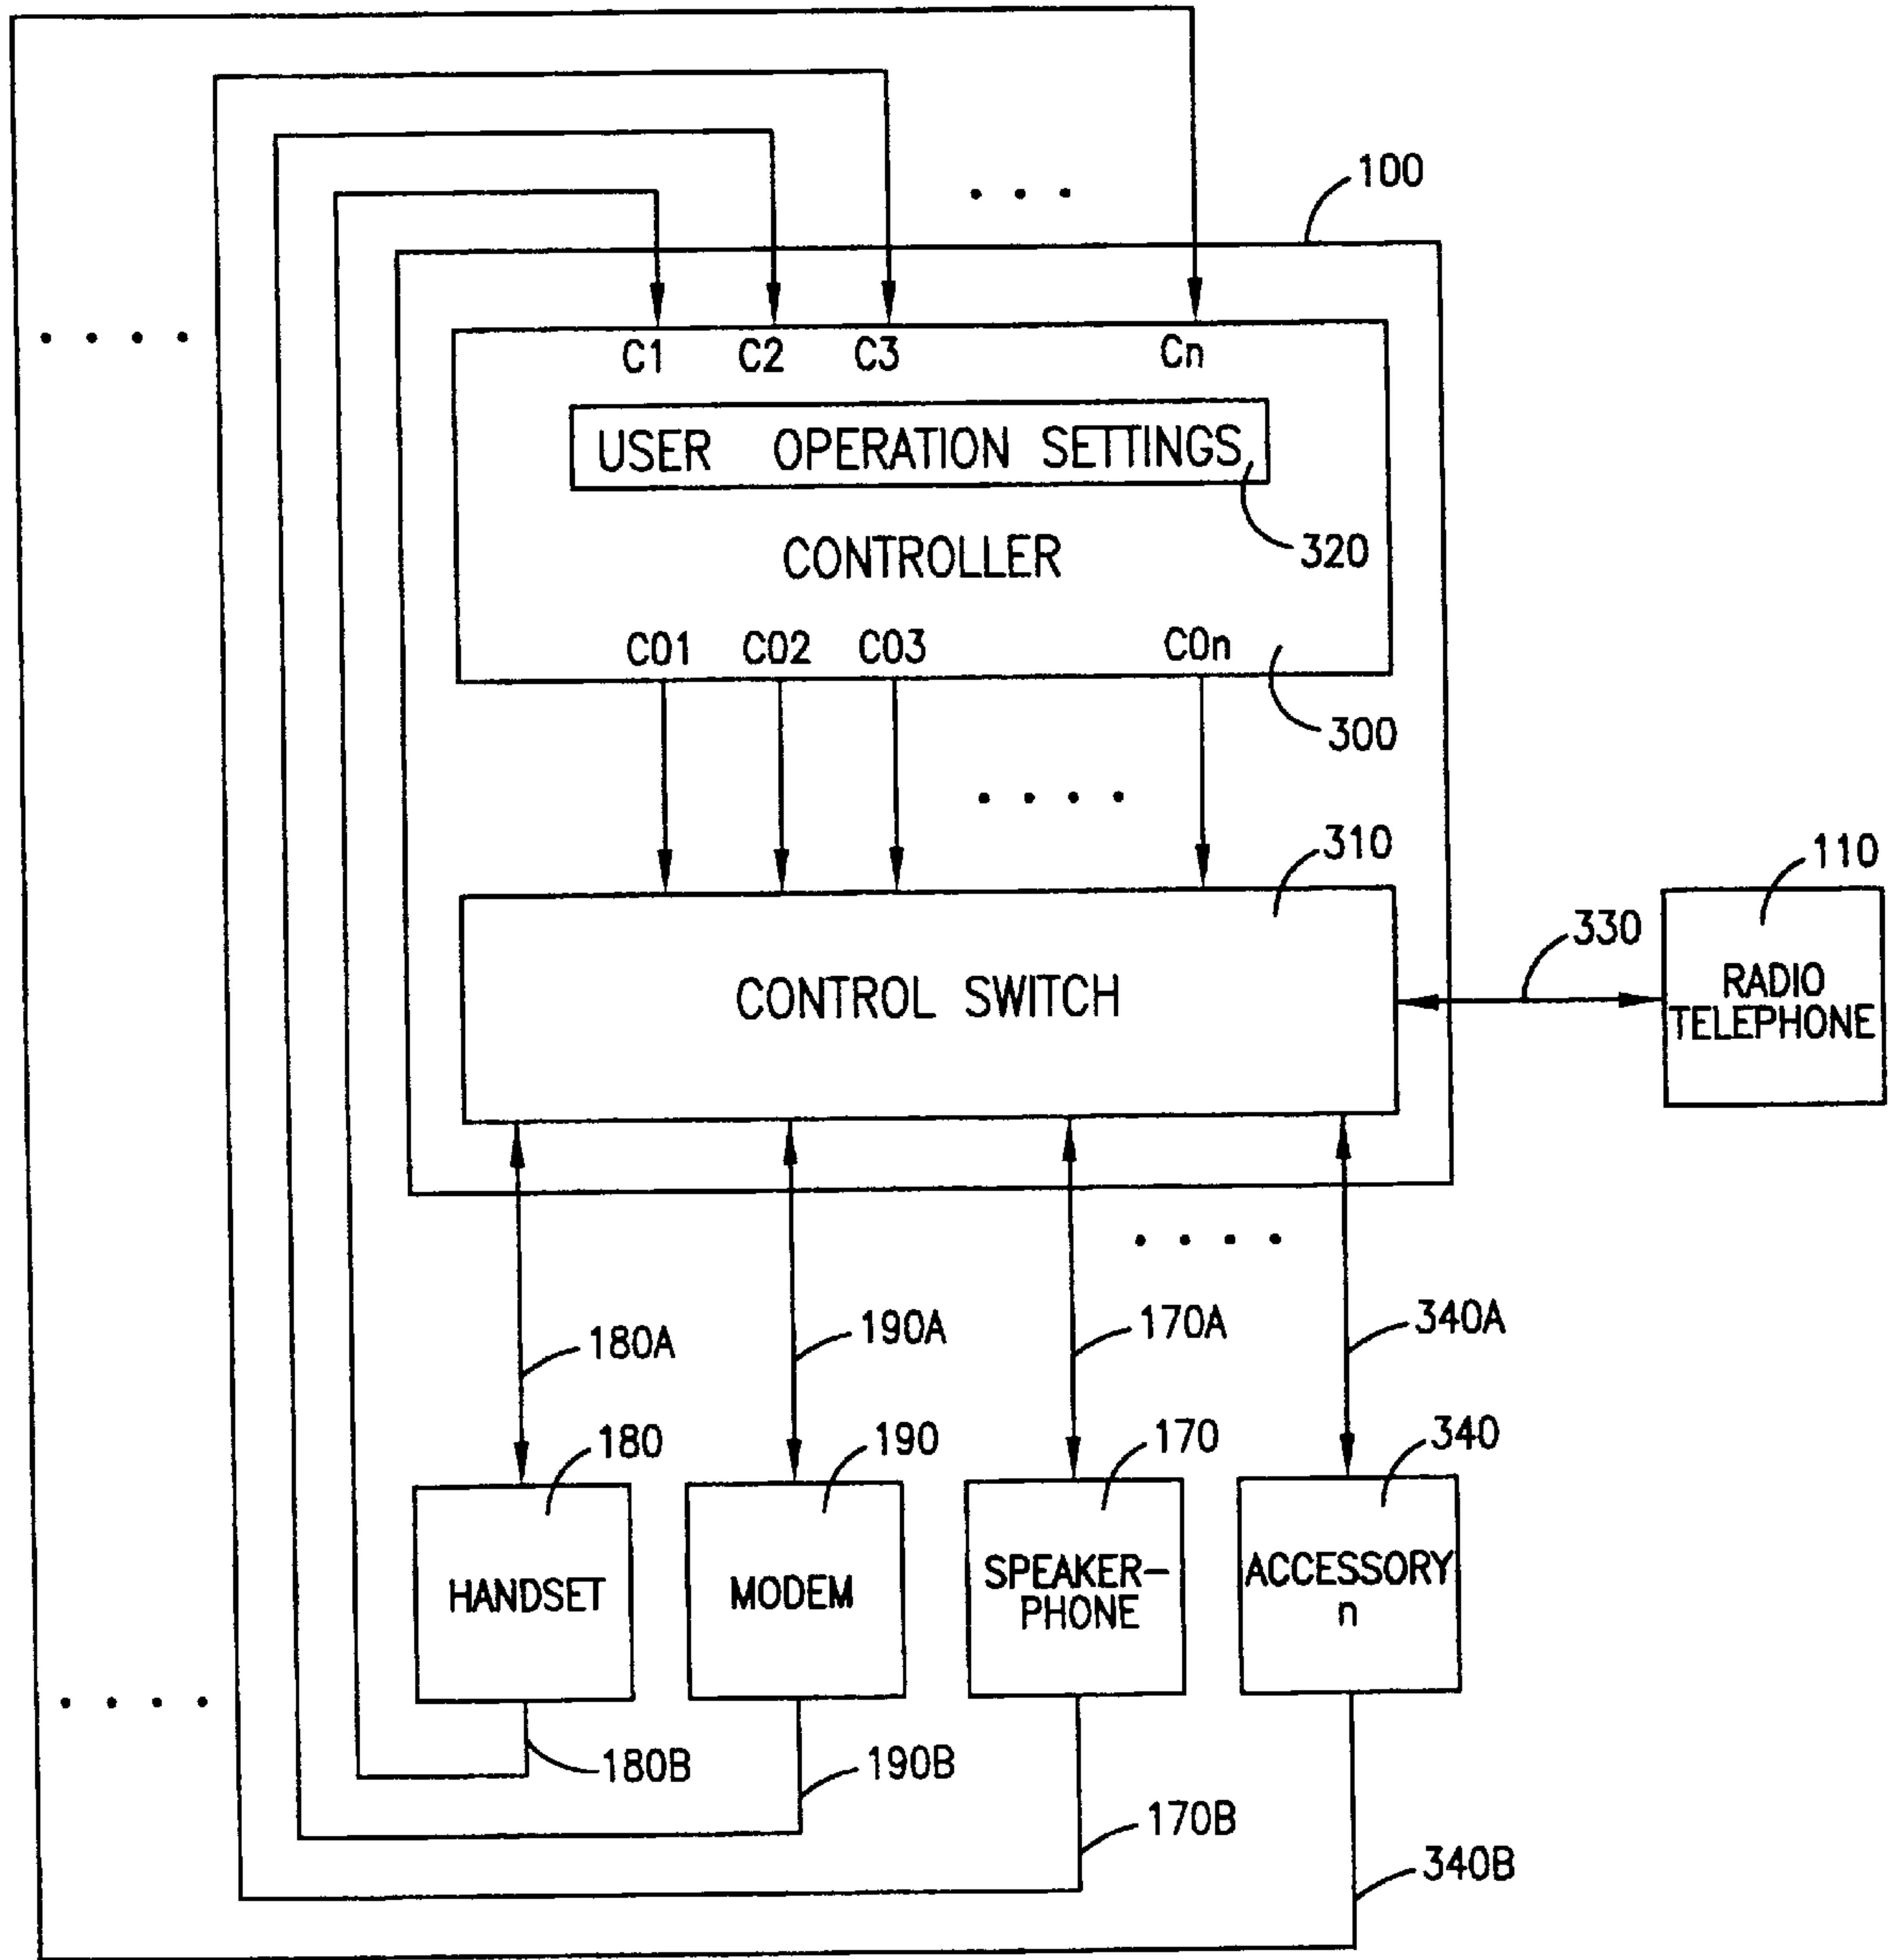 100
C1 C2 C3 Cn
USER OPERATION SETTINGS
320
CONTROLLER
C01 C02 C03 C0n
300
310
110
330
CONTROL SWITCH
RADIO
TELEPHONE
180A
190A
170A
340A
180
190
170
340
HANDSET
MODEM
SPEAKER-
PHONE
ACCESSORY
n
180B
190B
170B
340B